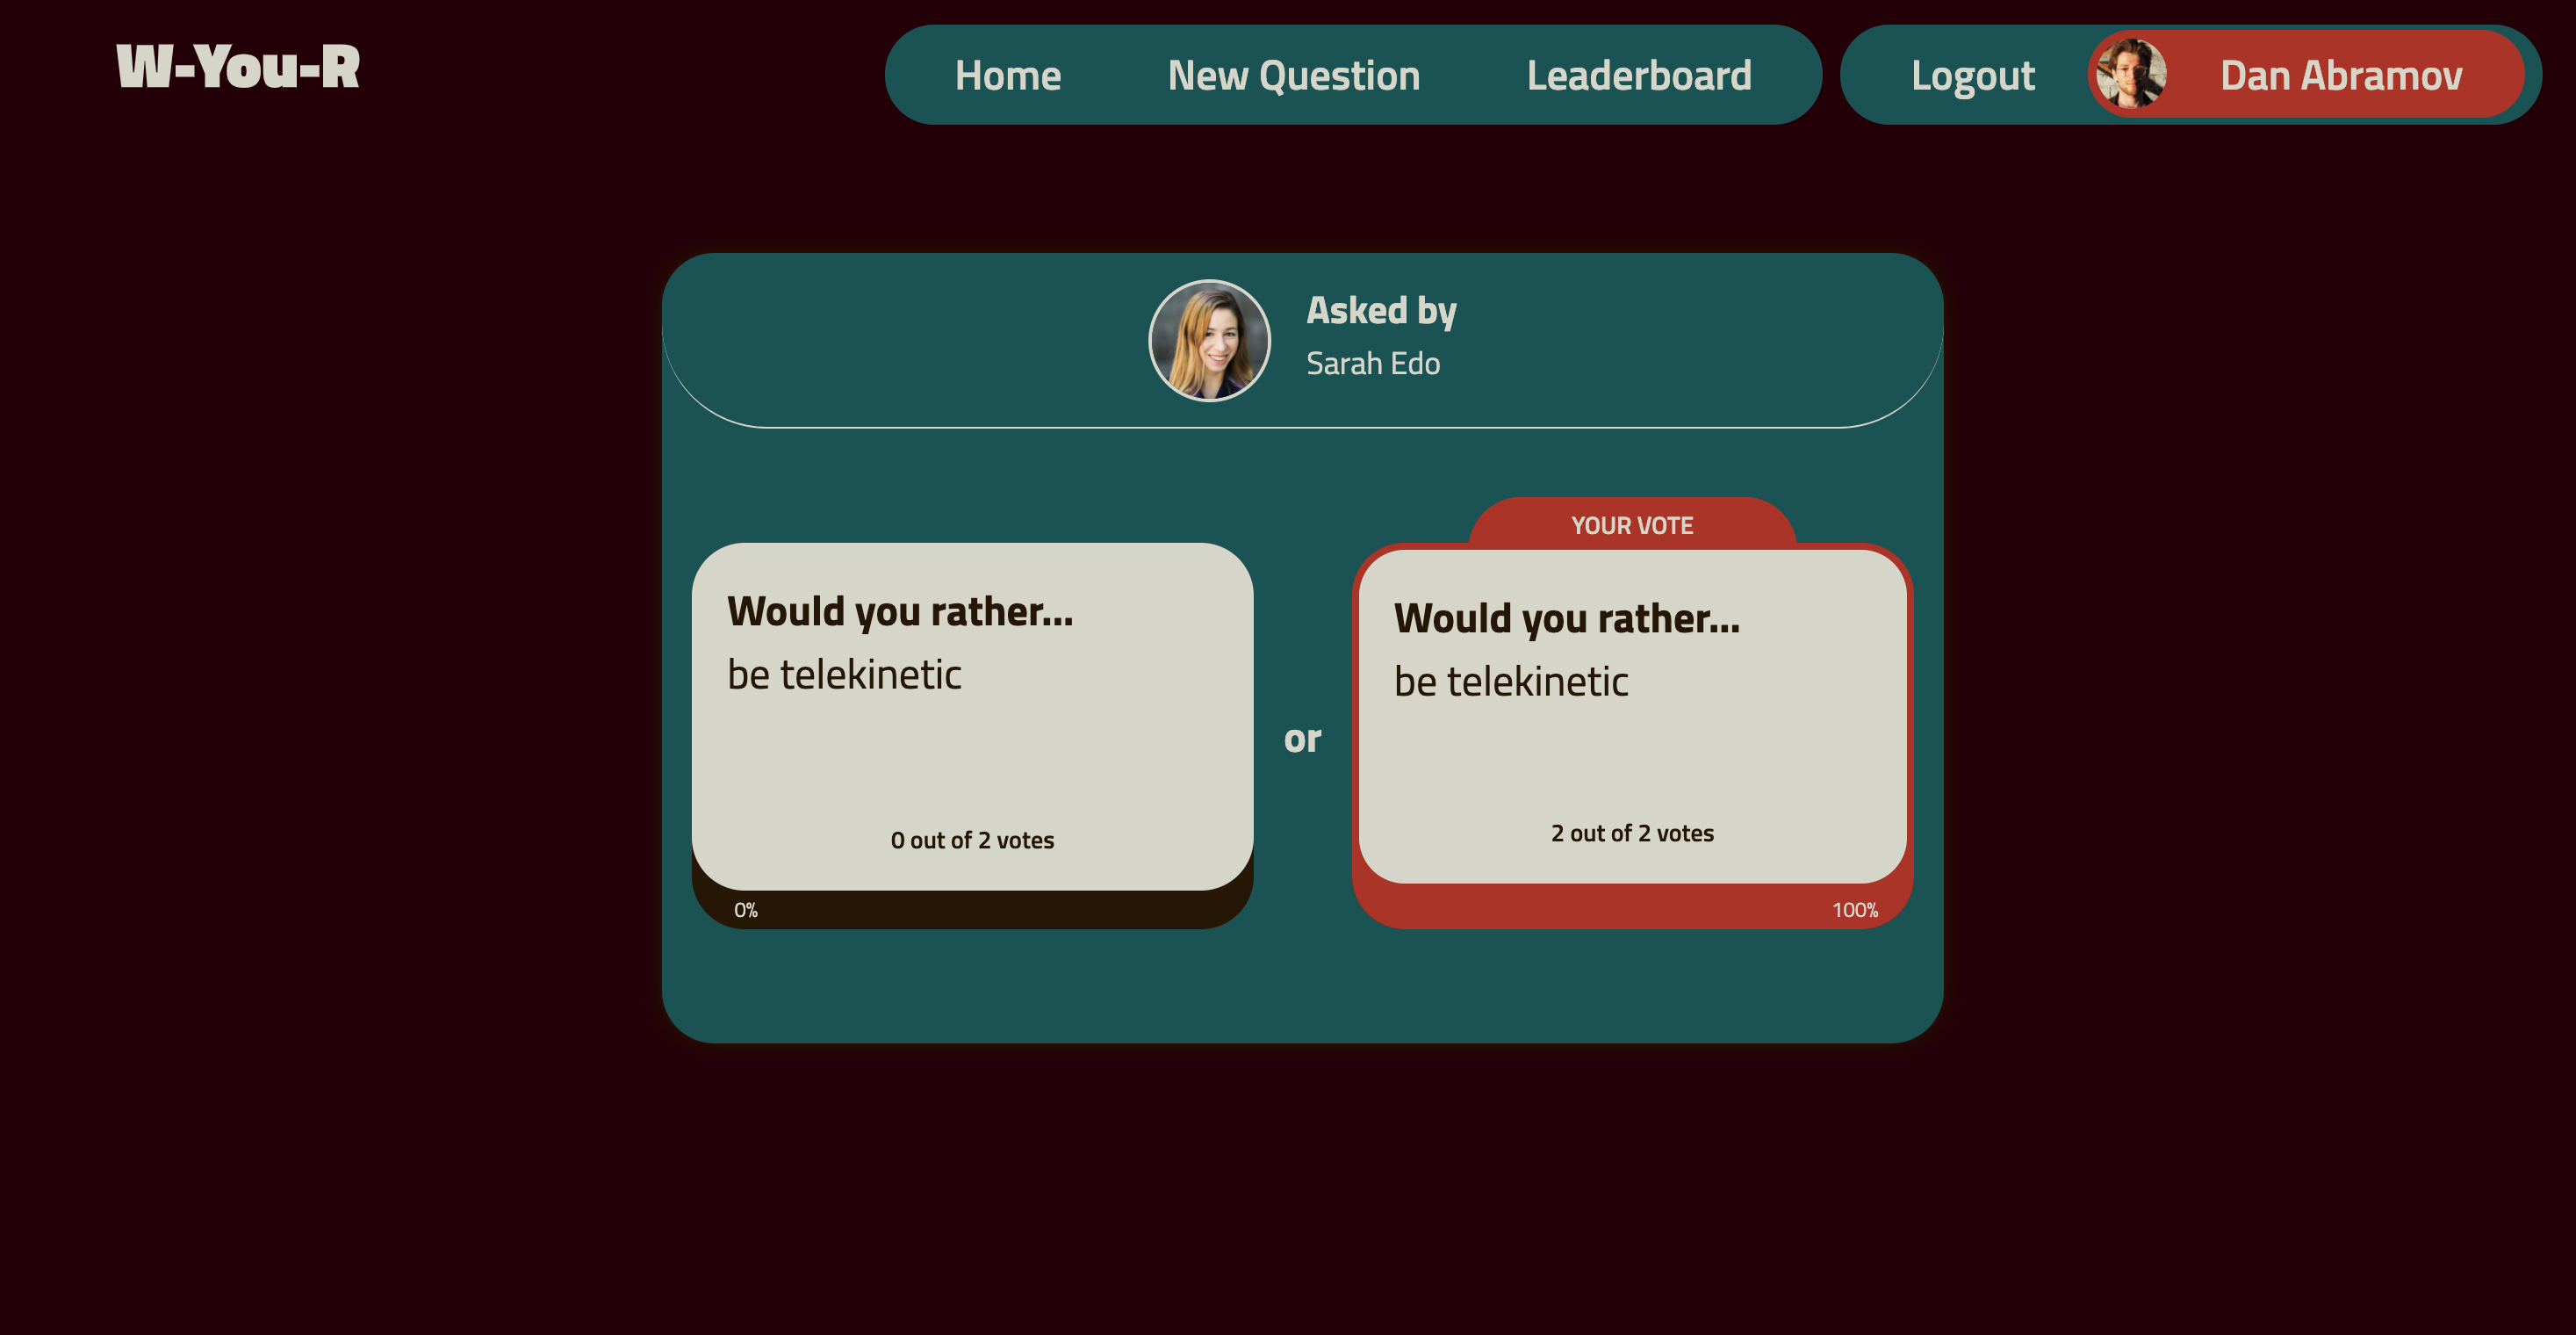 W-You-R
Home New Question Leaderboard Logout Dan Abramov
Asked by
Sarah Edo
YOUR VOTE
Would you rather...
be telekinetic
0 out of 2 votes
0%
or
Would you rather...
be telekinetic
2 out of 2 votes
100%